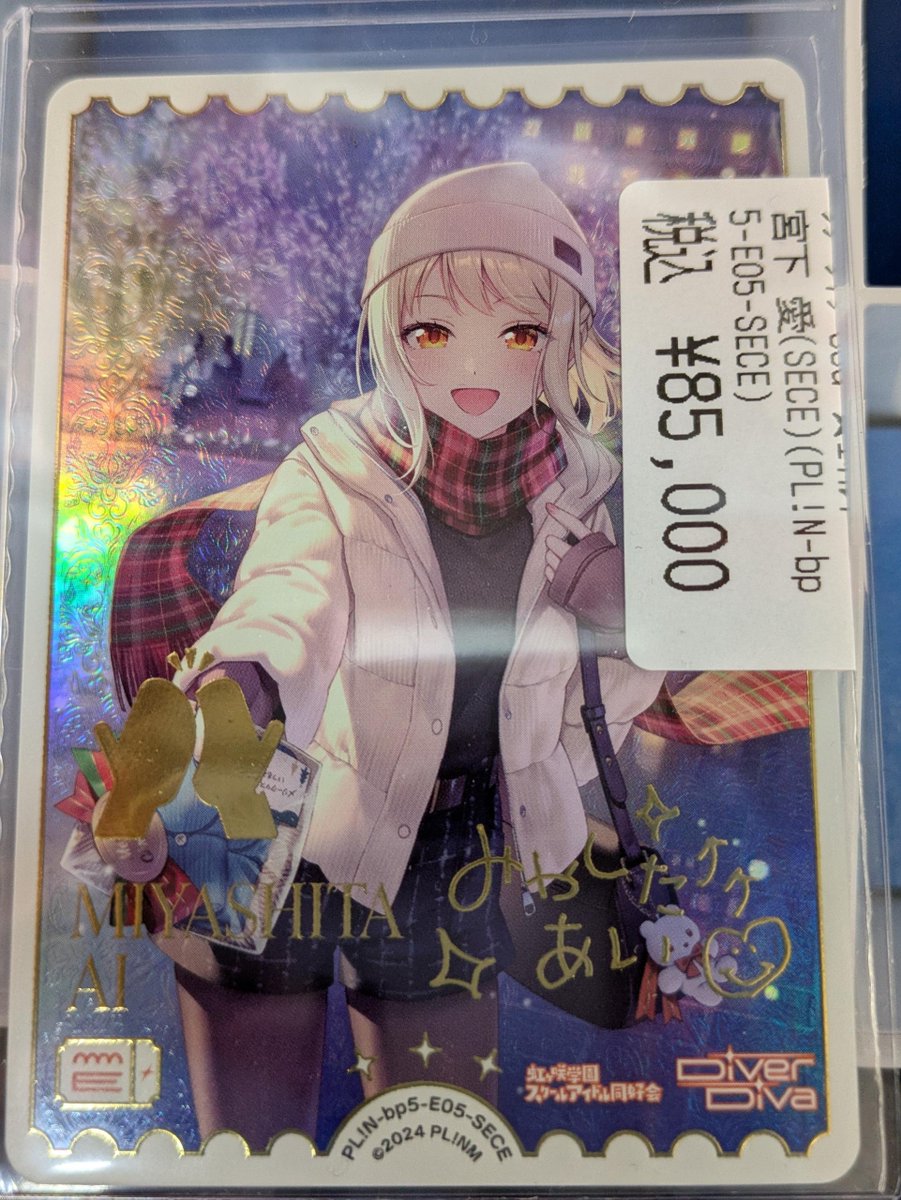 宮下 愛(SECE)(PL!N-bp
5-E05-SECE)
税込 ¥85,000
MIYASHITA
AI
みやした
あい
虹ヶ咲学園
スクールアイドル同好会
DiVer
DiVa
PL!N-bp5-E05-SECE
©2024 PL!NM